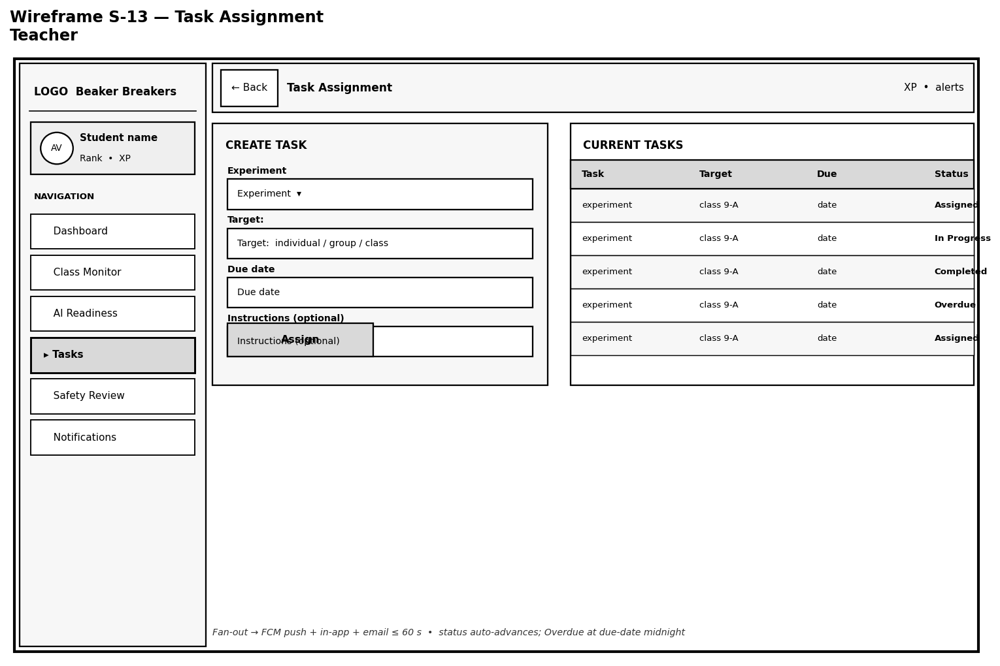 Wireframe S-13 — Task Assignment
Teacher
LOGO  Beaker Breakers
AV
Student name
Rank  •  XP
NAVIGATION
Dashboard
Class Monitor
AI Readiness
▸ Tasks
Safety Review
Notifications
← Back
Task Assignment
XP  •  alerts
CREATE TASK
Experiment
Experiment  ▾
Target:
Target:  individual / group / class
Due date
Due date
Instructions (optional)
Instructions (optional)
Assign
CURRENT TASKS
Task Target Due Status
experiment class 9-A date Assigned
experiment class 9-A date In Progress
experiment class 9-A date Completed
experiment class 9-A date Overdue
experiment class 9-A date Assigned
Fan-out → FCM push + in-app + email ≤ 60 s  •  status auto-advances; Overdue at due-date midnight